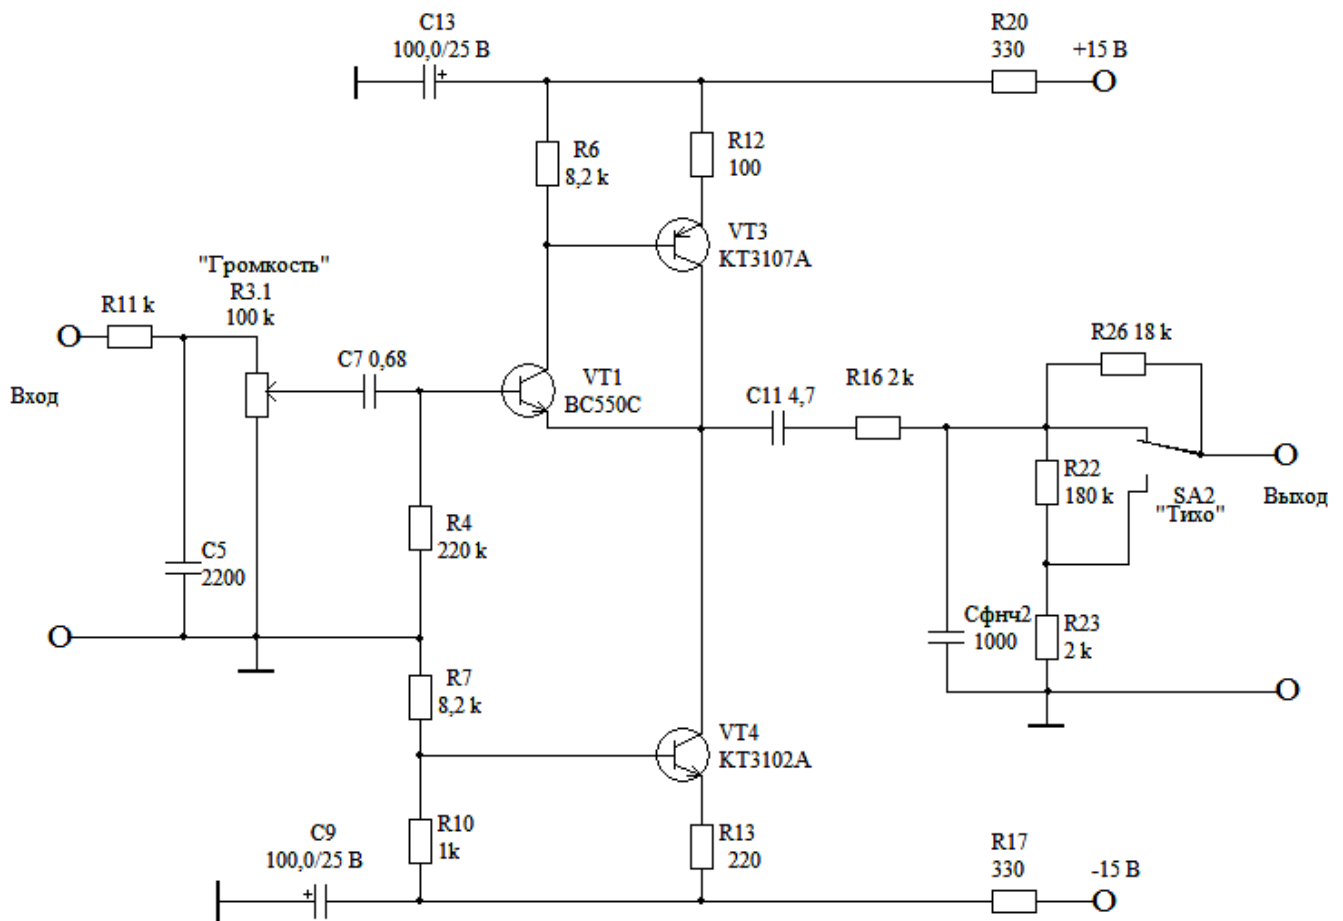 C13
100,0/25 В
R20
330
+15 В
R6
8,2 k
R12
100
VT3
КТ3107А
"Громкость"
R3.1
100 k
R11 k
C7 0,68
VT1
BC550C
C11 4,7
R16 2 k
R26 18 k
Вход
R22
180 k
SA2
"Тихо"
Выход
R4
220 k
C5
2200
Сфнч2
1000
R23
2 k
R7
8,2 k
VT4
КТ3102А
R10
1k
R13
220
C9
100,0/25 В
R17
330
-15 В
+
+